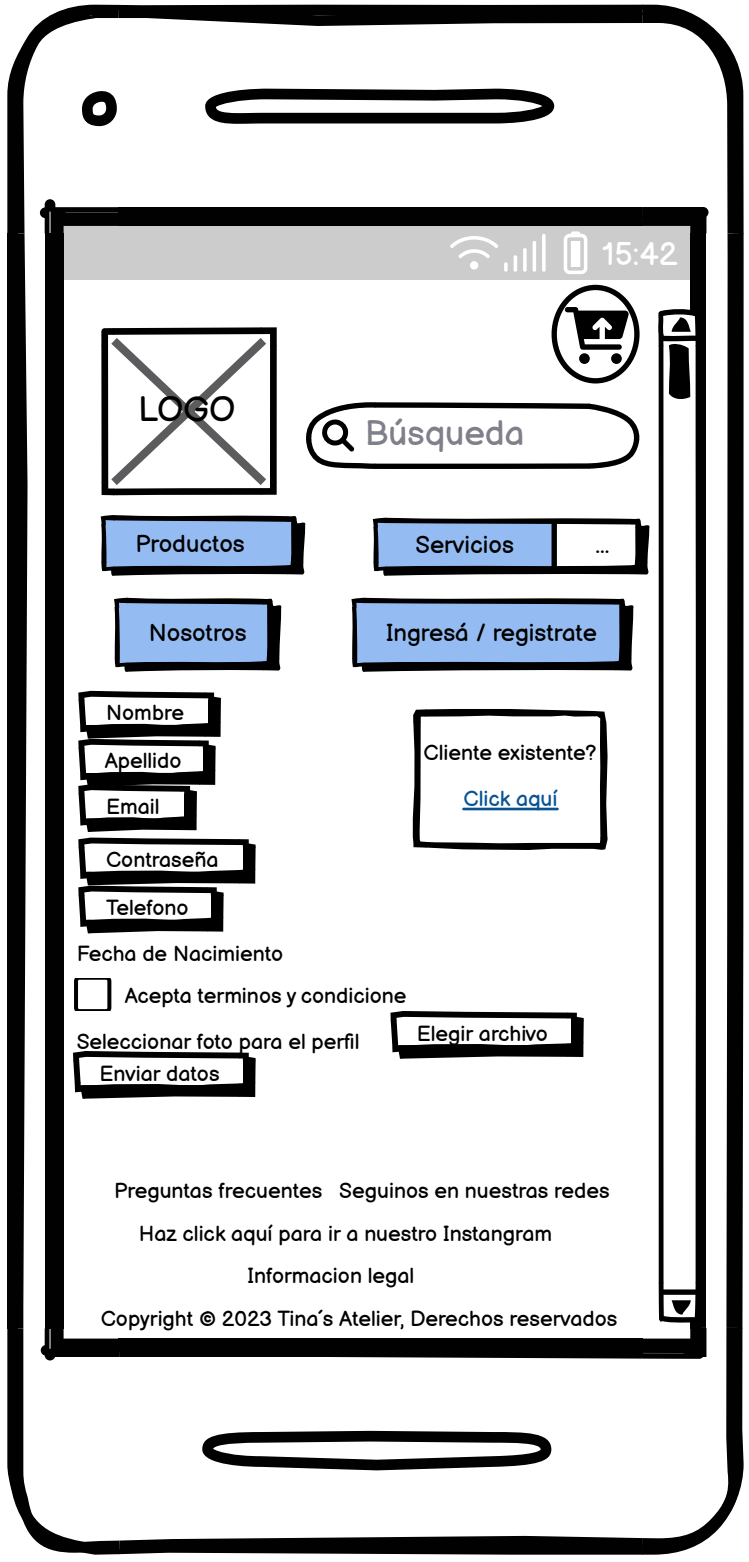 15:42
LOGO
Búsqueda
Productos
Servicios
...
Nosotros
Ingresá / registrate
Nombre
Apellido
Email
Contraseña
Telefono
Cliente existente?
Click aquí
Fecha de Nacimiento
Acepta terminos y condicione
Seleccionar foto para el perfil
Elegir archivo
Enviar datos
Preguntas frecuentes
Seguinos en nuestras redes
Haz click aquí para ir a nuestro Instangram
Informacion legal
Copyright © 2023 Tina´s Atelier, Derechos reservados